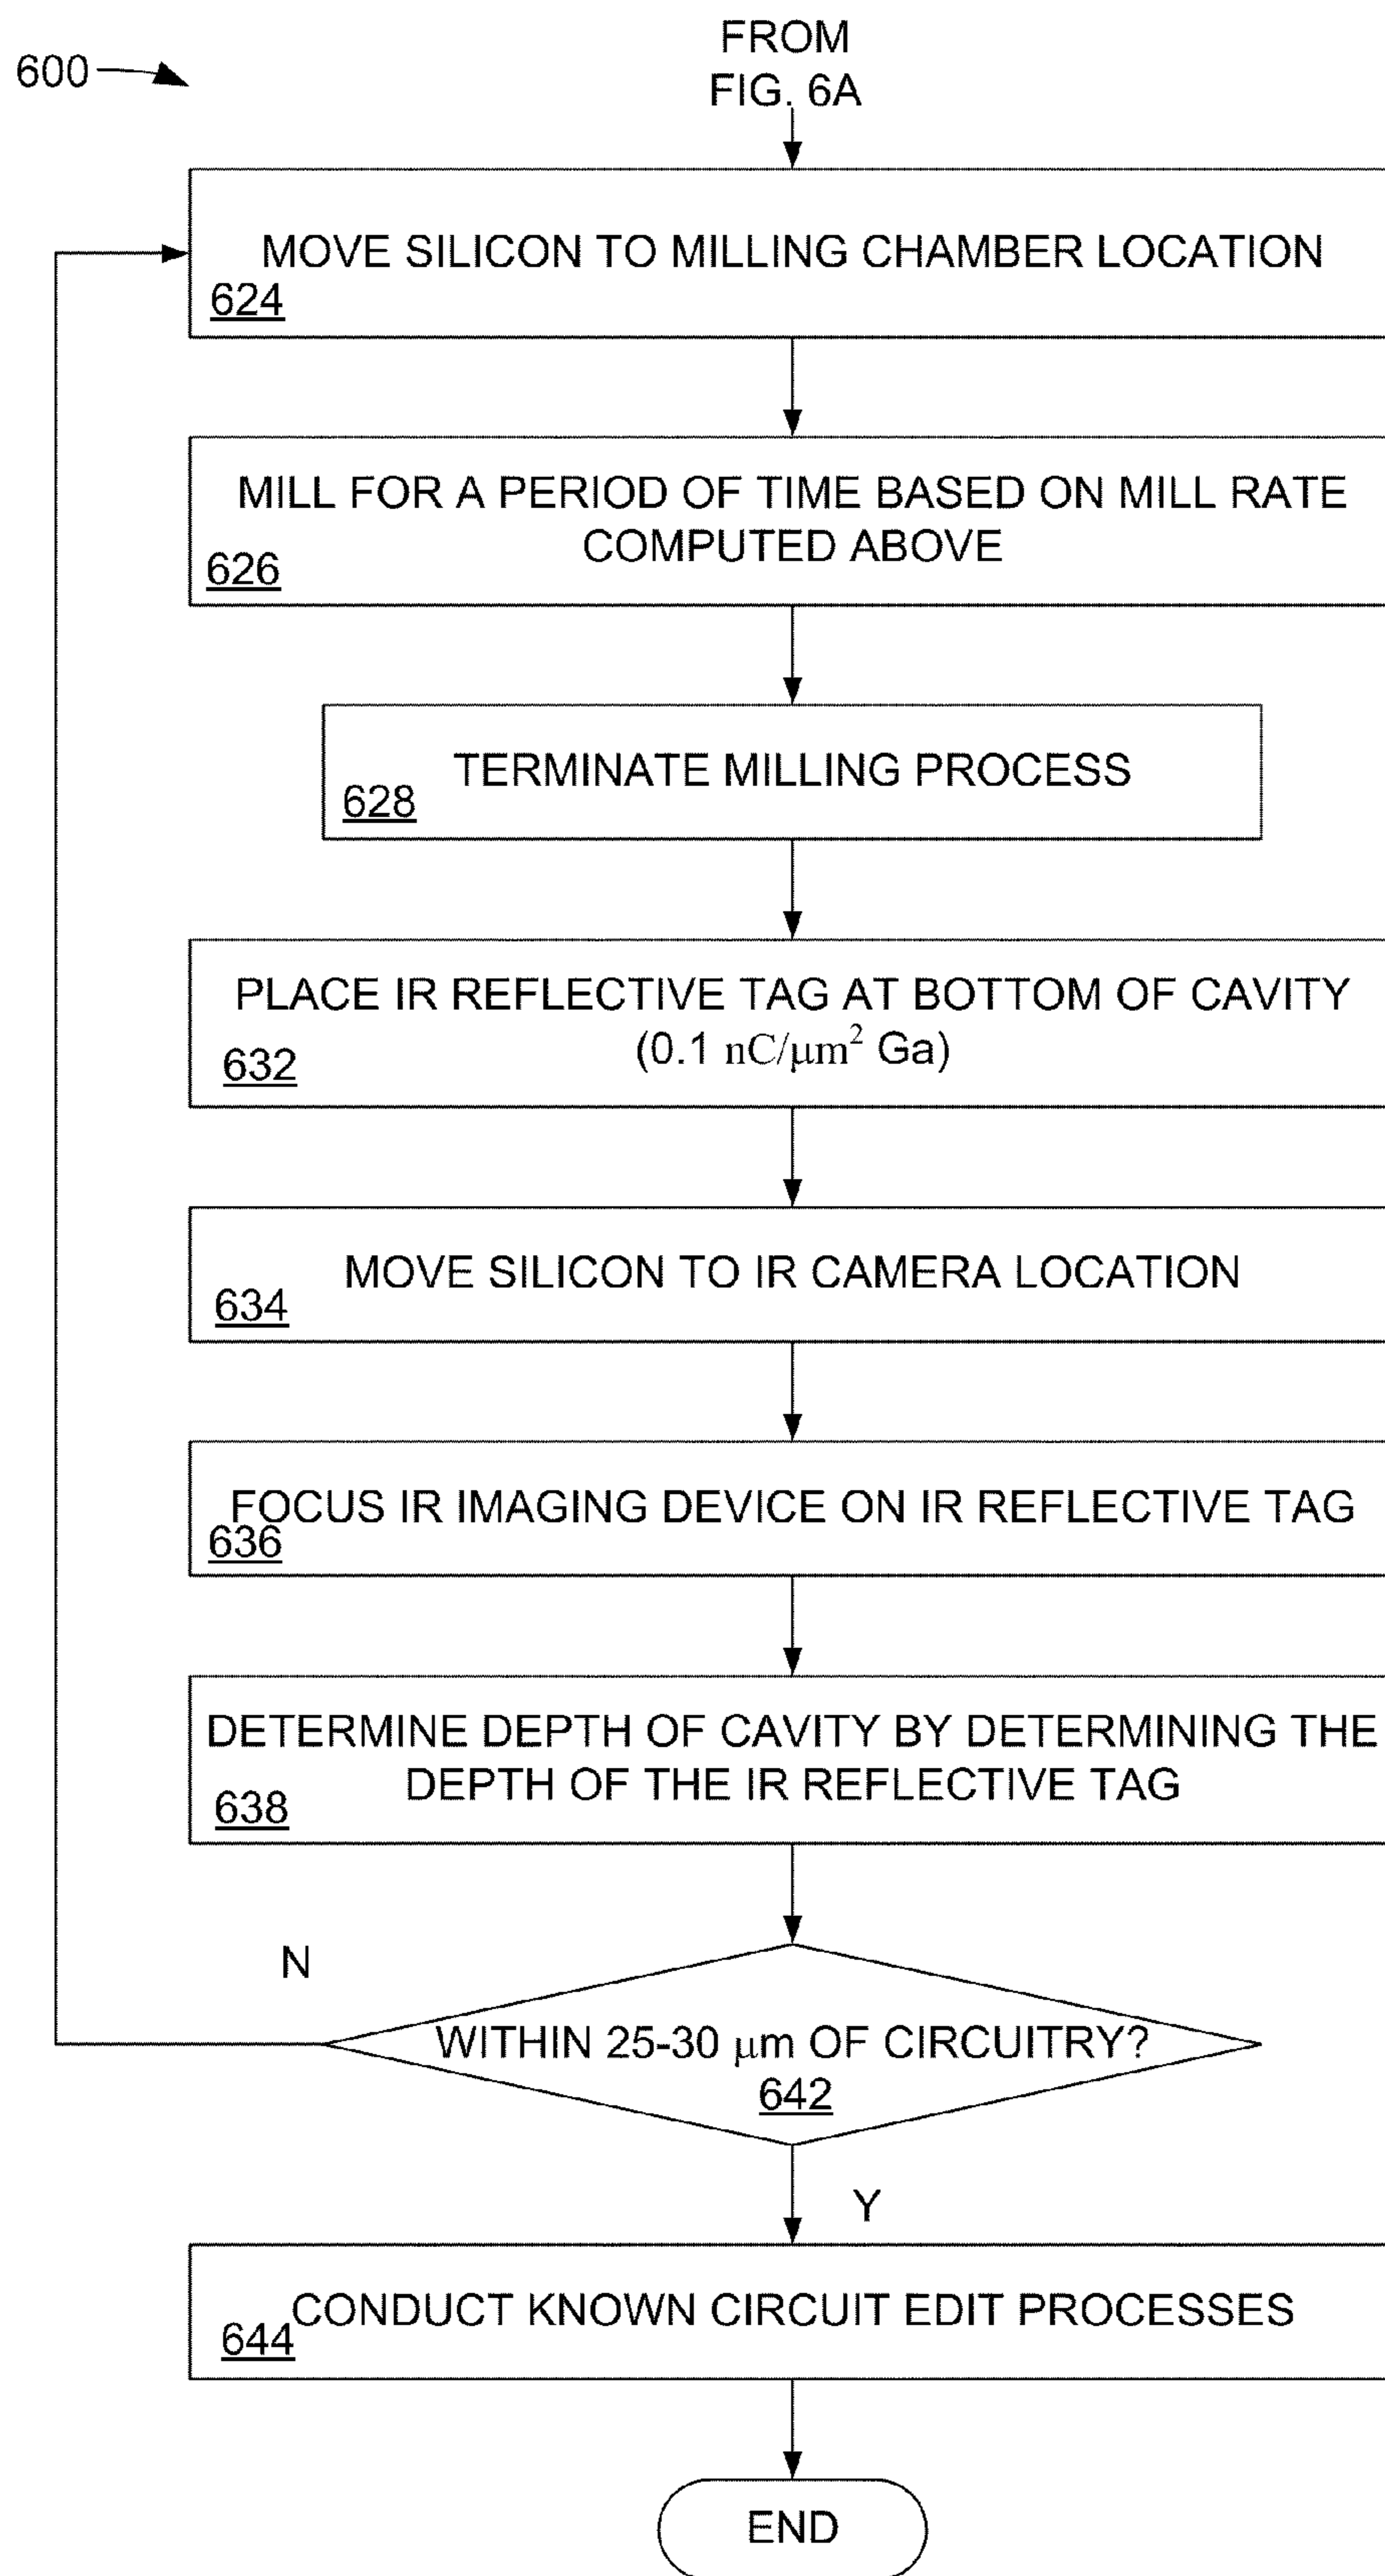 600
FROM
FIG. 6A
MOVE SILICON TO MILLING CHAMBER LOCATION
624
MILL FOR A PERIOD OF TIME BASED ON MILL RATE
COMPUTED ABOVE
626
TERMINATE MILLING PROCESS
628
PLACE IR REFLECTIVE TAG AT BOTTOM OF CAVITY
(0.1 nC/μm² Ga)
632
MOVE SILICON TO IR CAMERA LOCATION
634
FOCUS IR IMAGING DEVICE ON IR REFLECTIVE TAG
636
DETERMINE DEPTH OF CAVITY BY DETERMINING THE
DEPTH OF THE IR REFLECTIVE TAG
638
N
WITHIN 25-30 μm OF CIRCUITRY?
642
Y
CONDUCT KNOWN CIRCUIT EDIT PROCESSES
644
END